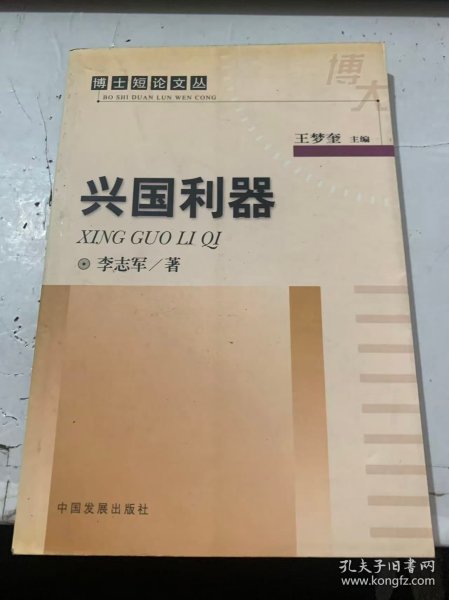 博士短论文丛
BO SHI DUAN LUN WEN CONG
博大
王梦奎 主编
兴国利器
XING GUO LI QI
李志军／著
中国发展出版社
孔夫子旧书网
www.kongfz.com